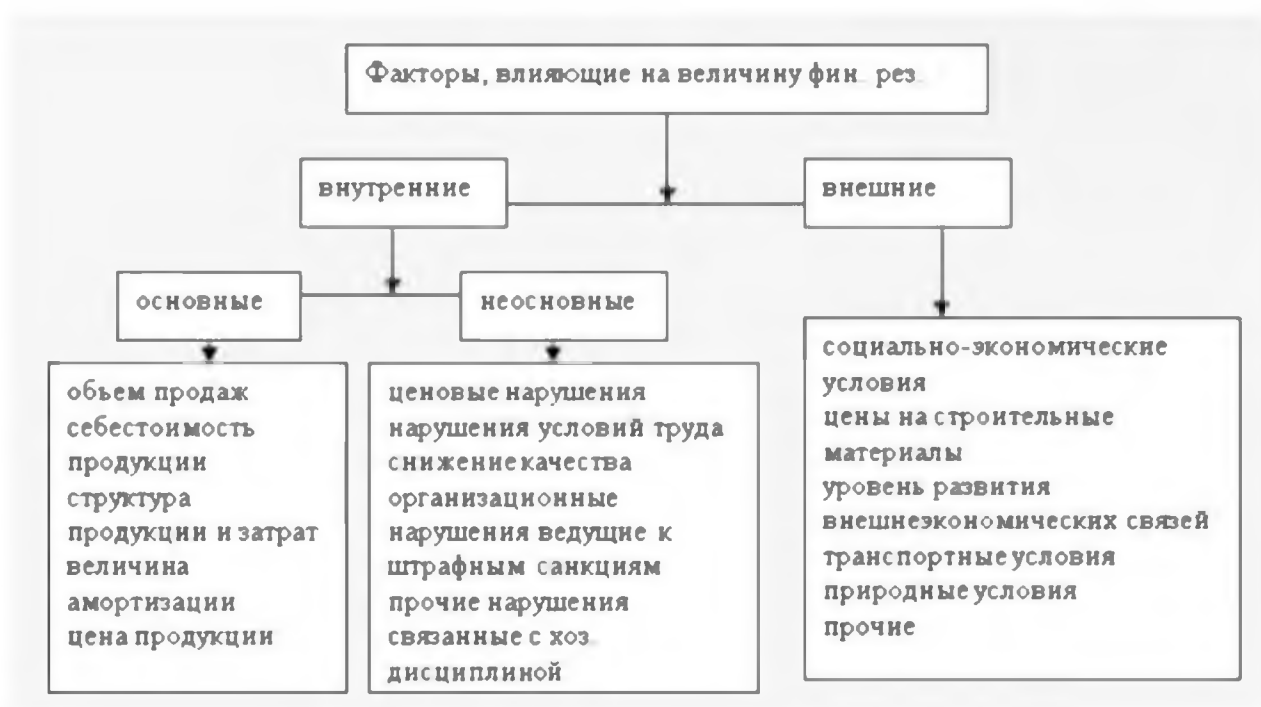 Факторы, влияющие на величину фин. рез.
внутренние
внешние
основные
неосновные
обьем продаж
себестоимость
продукции
структура
продукции и затрат
величина
амортизации
цена продукции
ценовые нарушения
нарушения условий труда
снижение качества
организационные
нарушения ведущие к
штрафным санкциям
прочие нарушения
связанные с хоз.
дисциплиной
социально-экономические
условия
цены на строительные
материалы
уровень развития
внешнеэкономических связей
транспортные условия
природные условия
прочие